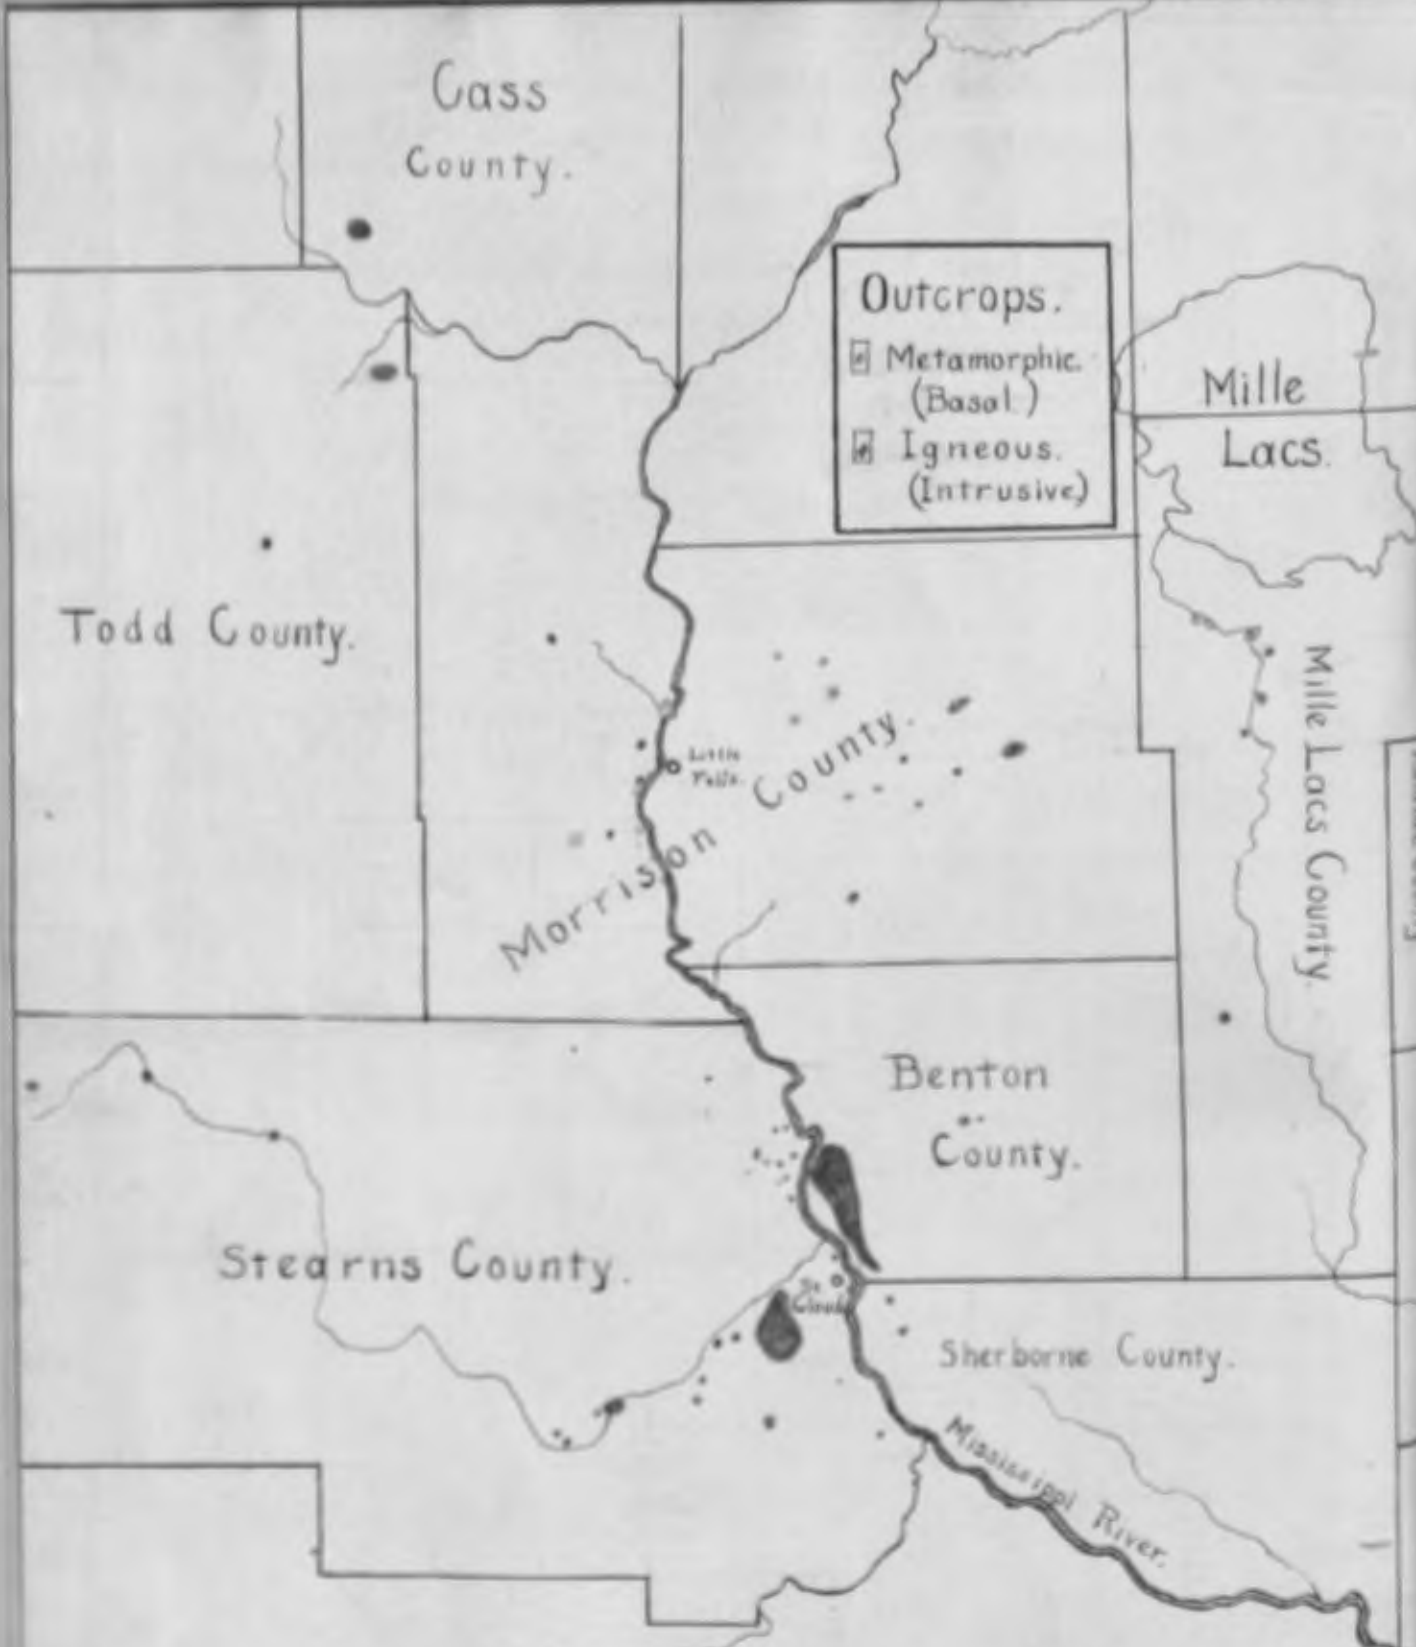 Cass
County.
Outcrops.
Metamorphic.
(Basal.)
Igneous.
(Intrusive.)
Mille
Lacs.
Todd County.
Mille Lacs County.
Little
Falls.
Morrison County.
Benton
County.
Stearns County.
St.
Cloud
Sherborne County.
Mississippi River.